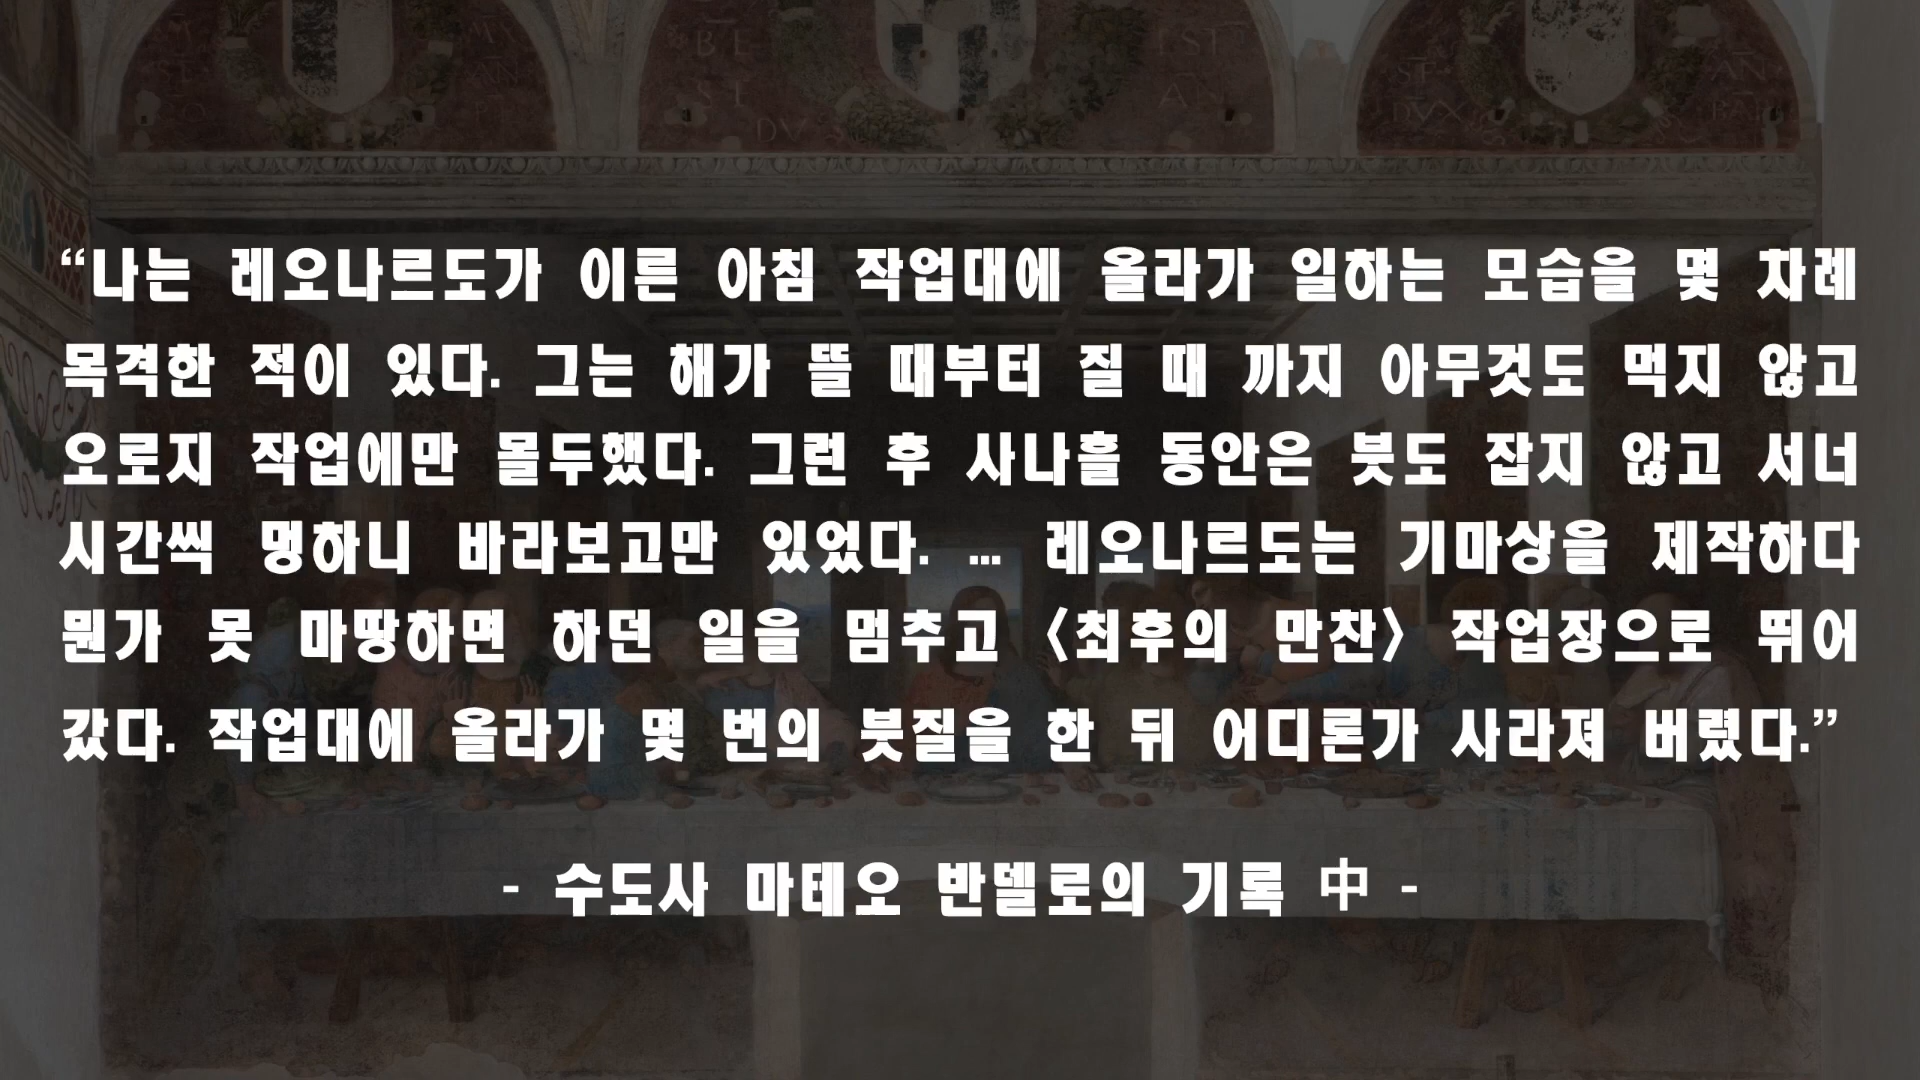 BE EST
ST AN
SI AN
DV
DVX BARI
“나는 레오나르도가 이른 아침 작업대에 올라가 일하는 모습을 몇 차례
목격한 적이 있다. 그는 해가 뜰 때부터 질 때 까지 아무것도 먹지 않고
오로지 작업에만 몰두했다. 그런 후 사나흘 동안은 붓도 잡지 않고 서너
시간씩 멍하니 바라보고만 있었다. ... 레오나르도는 기마상을 제작하다
뭔가 못 마땅하면 하던 일을 멈추고 〈최후의 만찬〉 작업장으로 뛰어
갔다. 작업대에 올라가 몇 번의 붓질을 한 뒤 어디론가 사라져 버렸다.”
- 수도사 마테오 반델로의 기록 中 -